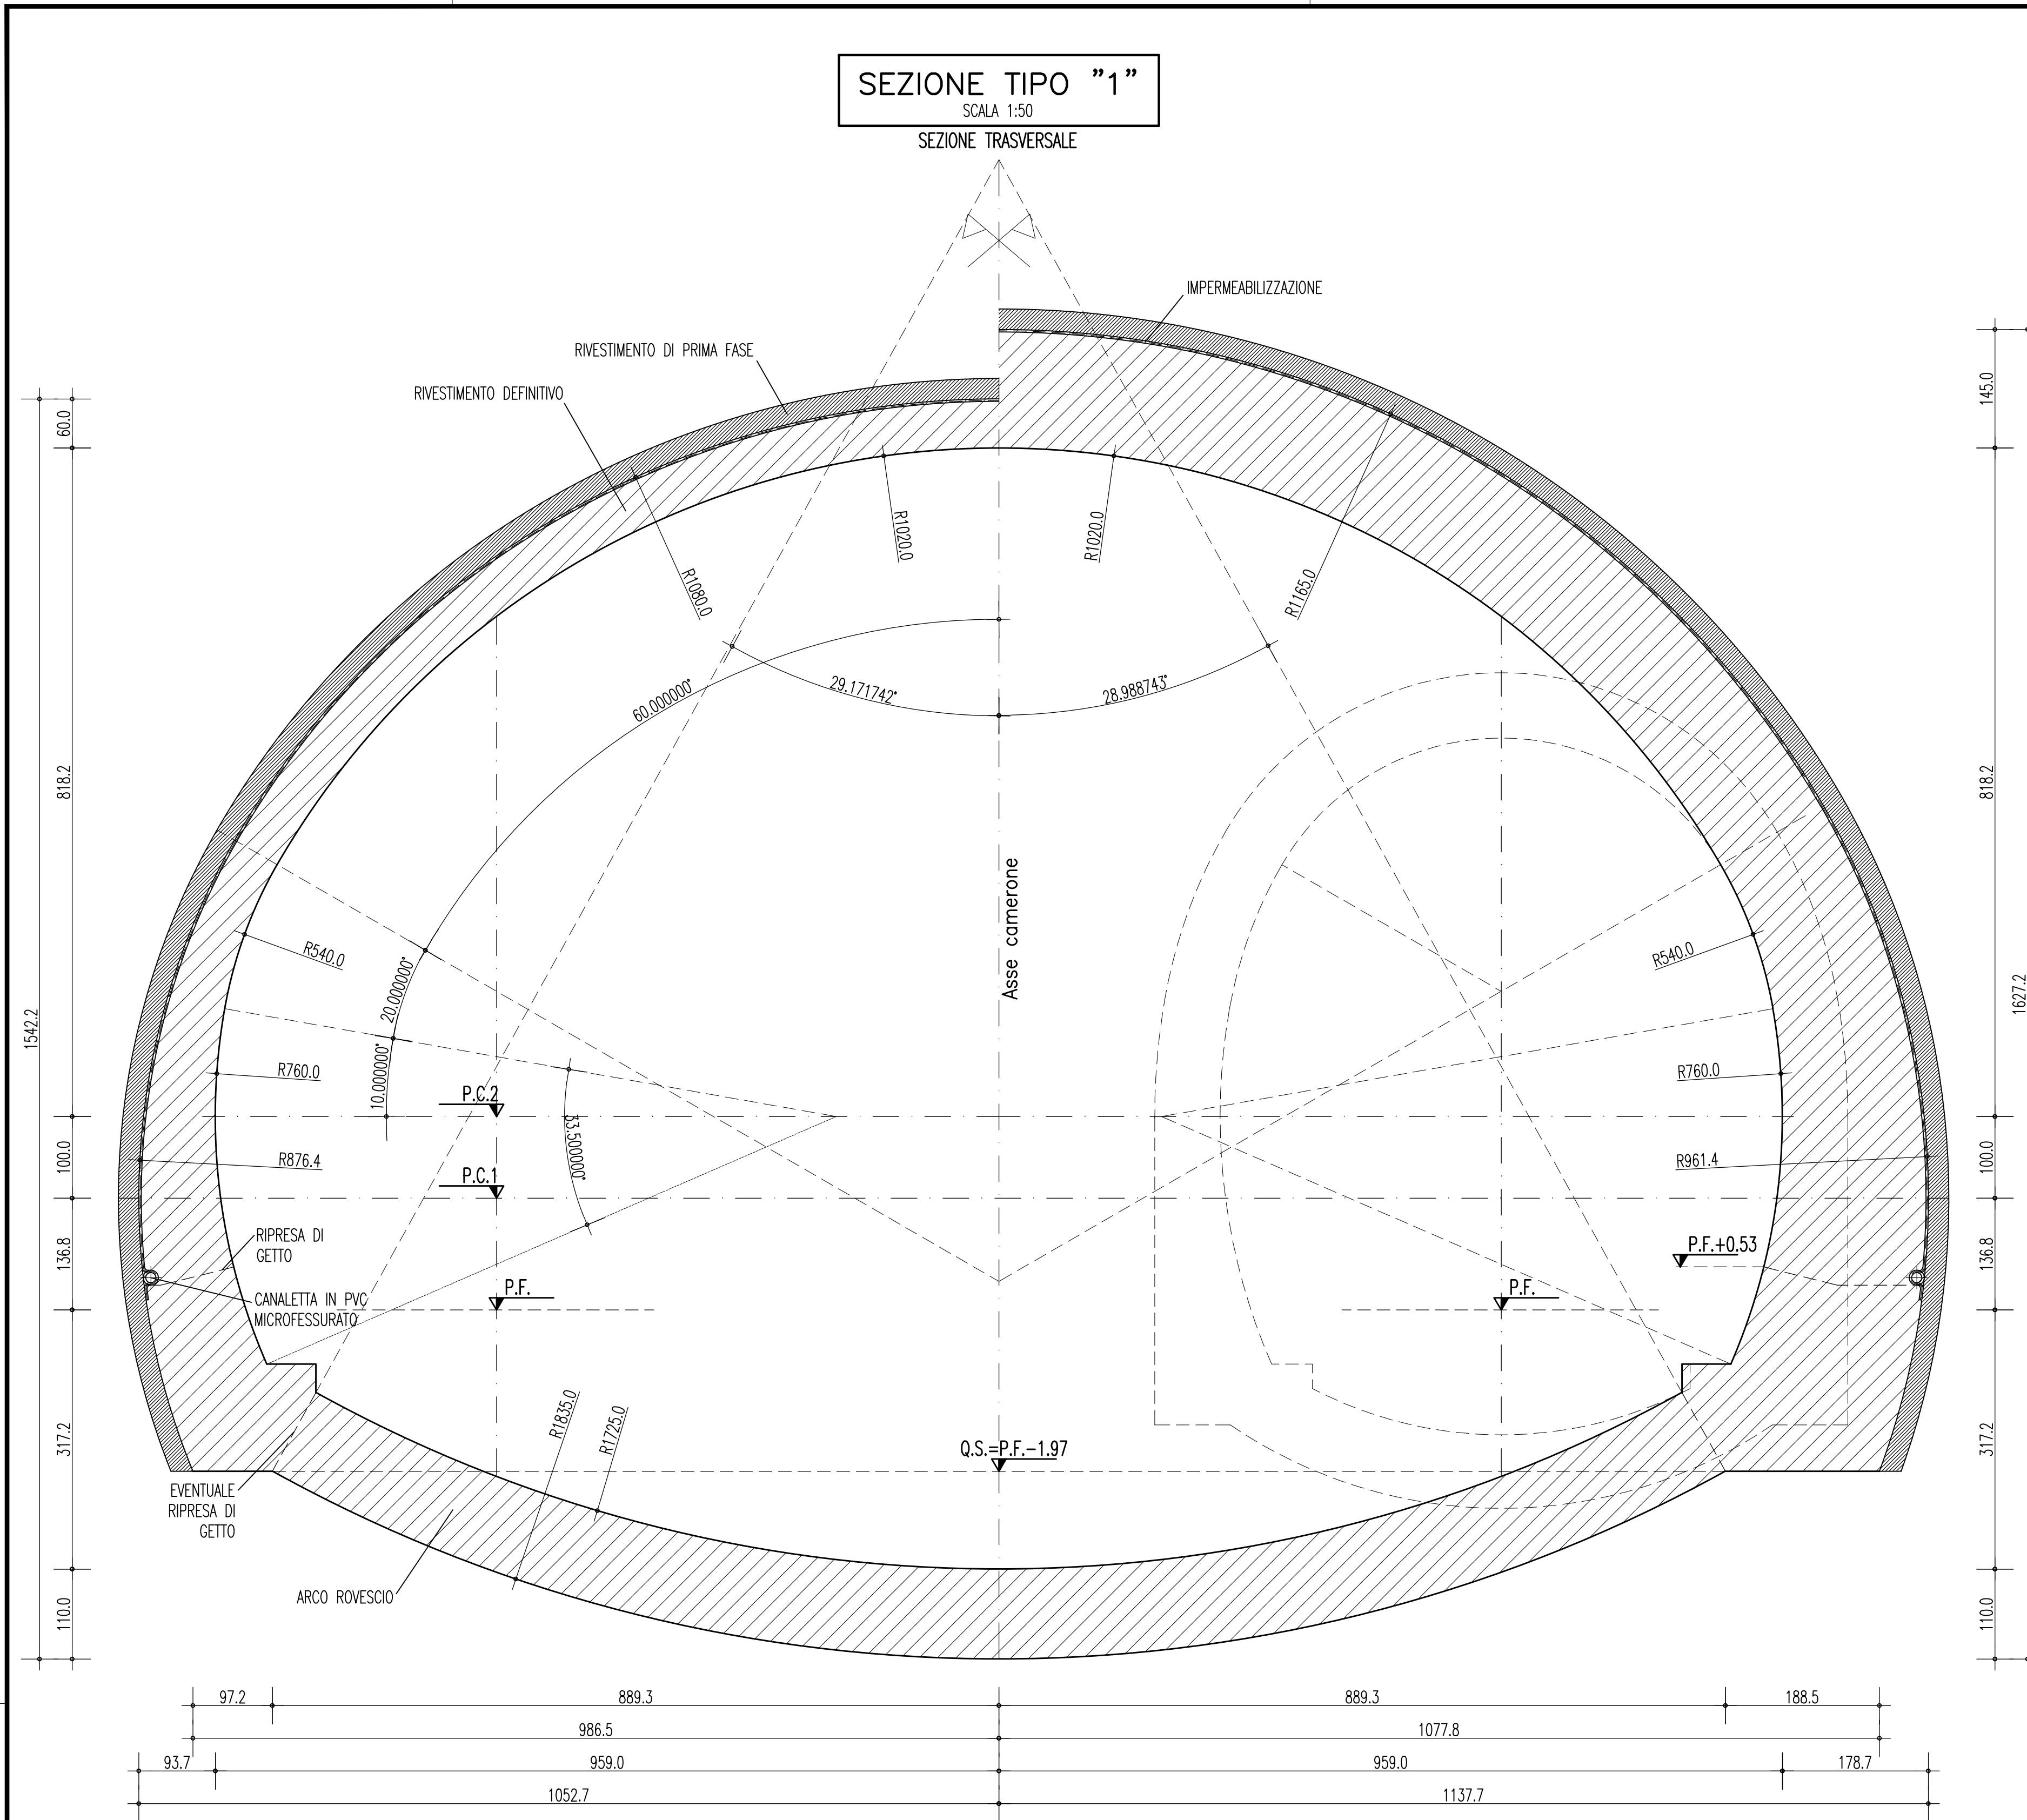 SEZIONE TIPO ”1”
SCALA 1:50
SEZIONE TRASVERSALE
IMPERMEABILIZZAZIONE
RIVESTIMENTO DI PRIMA FASE
RIVESTIMENTO DEFINITIVO
60.0
145.0
R1020.0
R1020.0
R1080.0
R1165.0
60.000000°
29.171742°
28.988743°
818.2
818.2
Asse camerone
R540.0
R540.0
20.000000°
1542.2
1627.2
R760.0
R760.0
10.000000°
P.C.2
33.500000°
100.0
100.0
R876.4
R961.4
P.C.1
RIPRESA DI
GETTO
136.8
136.8
P.F.+0.53
CANALETTA IN PVC
MICROFESSURATO
P.F.
P.F.
R1835.0
R1725.0
317.2
317.2
Q.S.=P.F.−1.97
EVENTUALE
RIPRESA DI
GETTO
ARCO ROVESCIO
110.0
110.0
97.2
889.3
889.3
188.5
986.5
1077.8
93.7
959.0
959.0
178.7
1052.7
1137.7